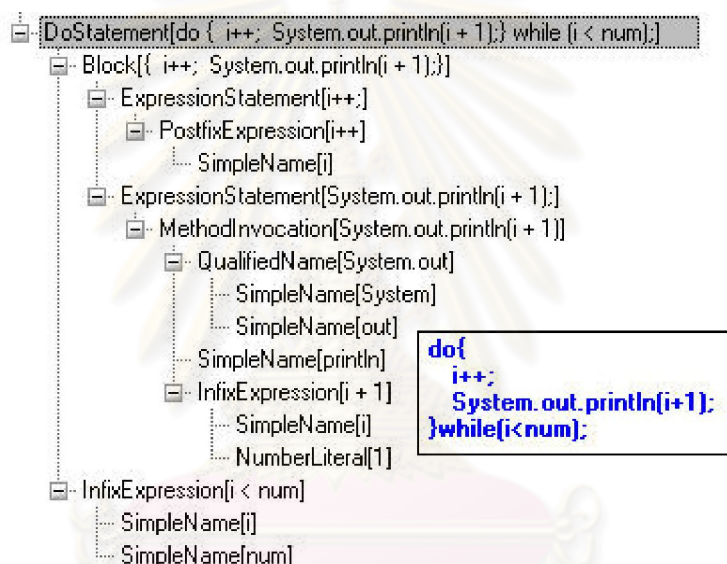 DoStatement[do { i++; System.out.println(i + 1);} while (i < num);]
Block[{ i++; System.out.println(i + 1);}]
ExpressionStatement[i++;]
PostfixExpression[i++]
SimpleName[i]
ExpressionStatement[System.out.println(i + 1);]
MethodInvocation[System.out.println(i + 1)]
QualifiedName[System.out]
SimpleName[System]
SimpleName[out]
SimpleName[println]
InfixExpression[i + 1]
SimpleName[i]
NumberLiteral[1]
InfixExpression[i < num]
SimpleName[i]
SimpleName[num]
do{
i++;
System.out.println(i+1);
}while(i<num);